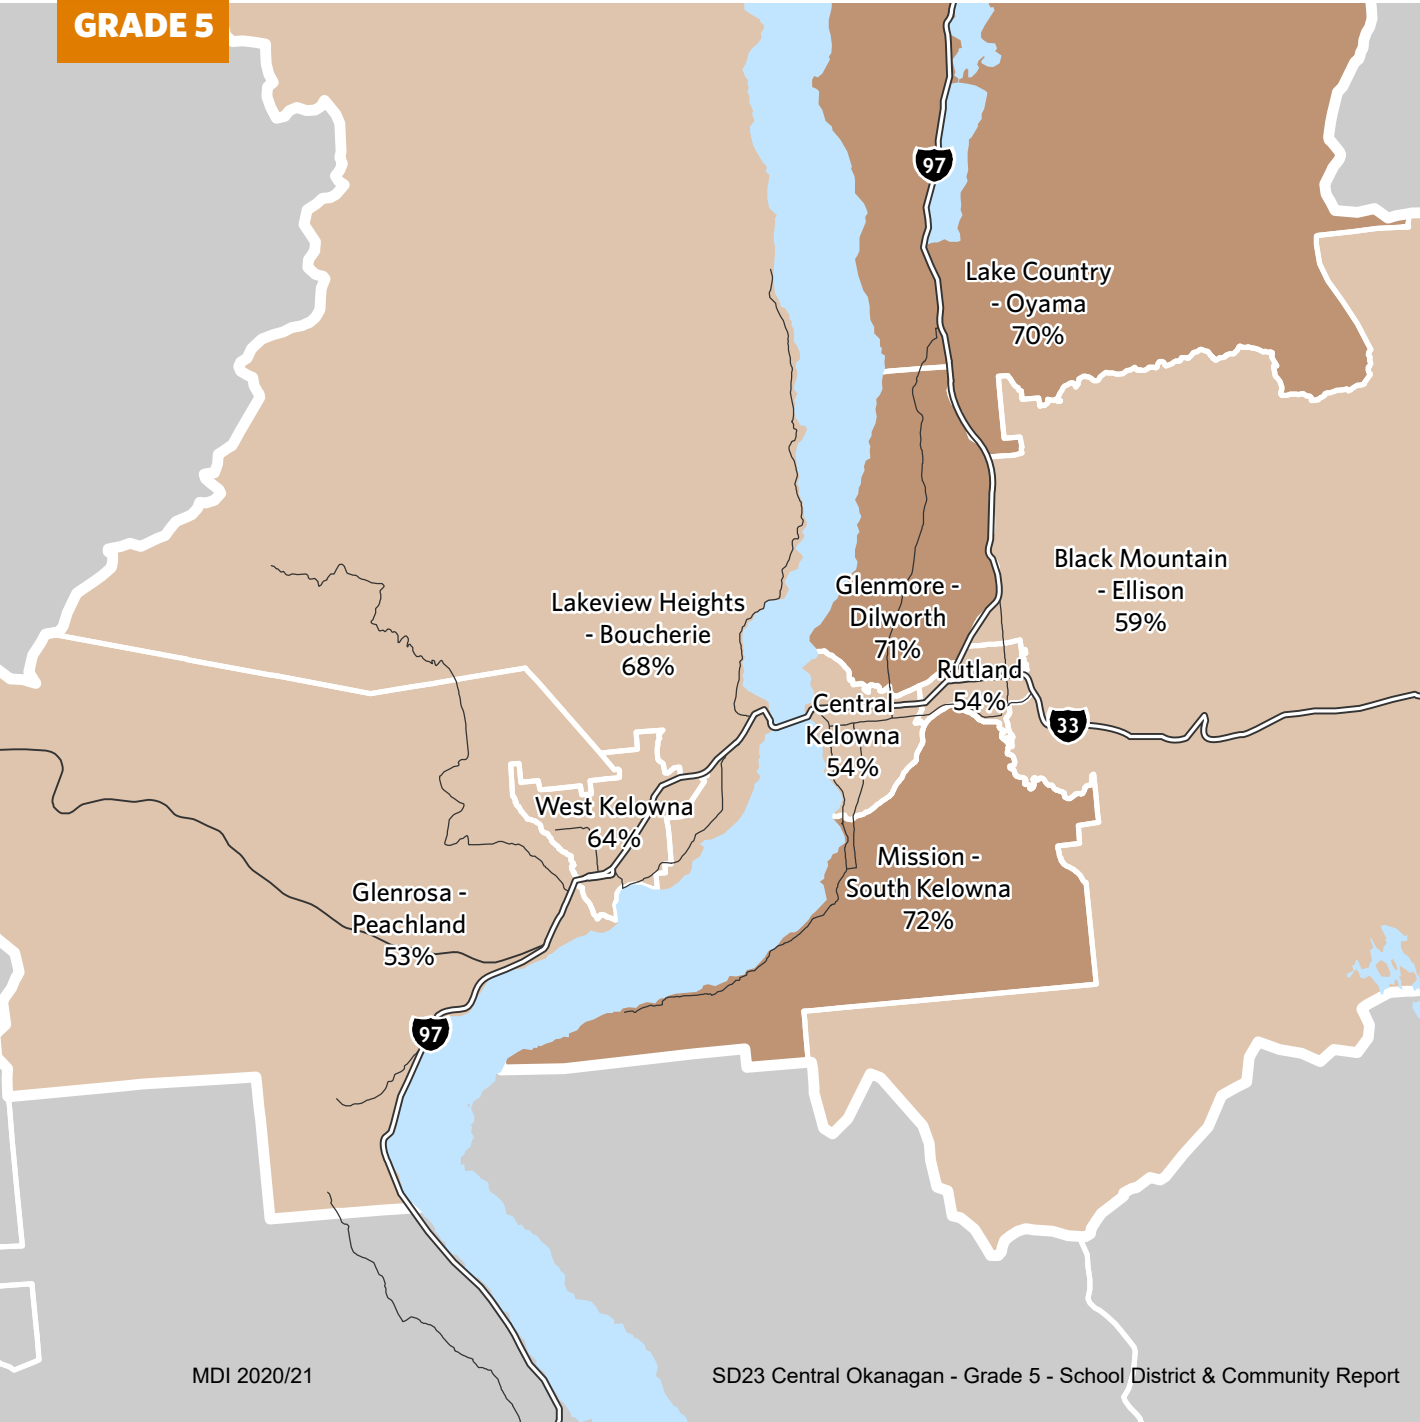 GRADE 5
97
Lake Country
- Oyama
70%
Black Mountain
- Ellison
59%
Glenmore -
Dilworth
71%
Lakeview Heights
- Boucherie
68%
Rutland
54%
Central
Kelowna
54%
33
West Kelowna
64%
Mission -
South Kelowna
72%
Glenrosa -
Peachland
53%
97
MDI 2020/21
SD23 Central Okanagan - Grade 5 - School District & Community Report